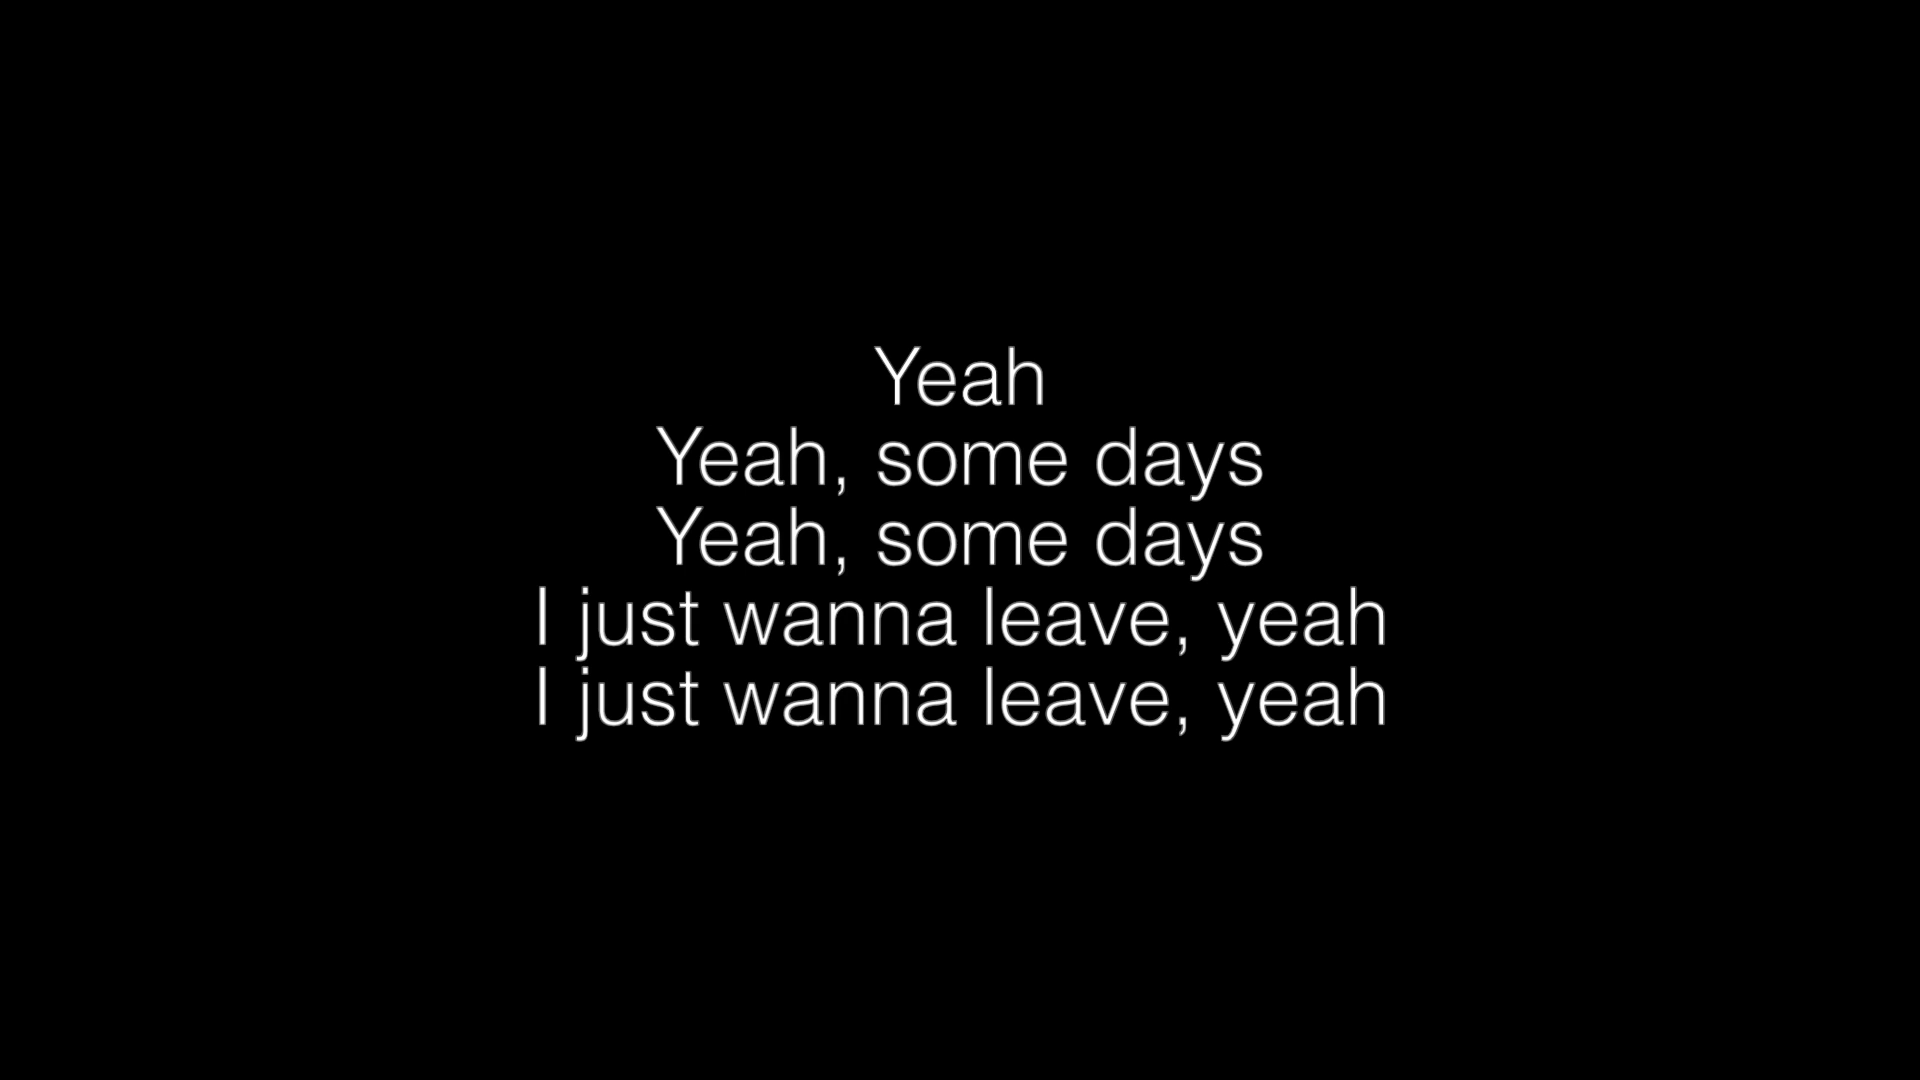 Yeah
Yeah, some days
Yeah, some days
I just wanna leave, yeah
I just wanna leave, yeah